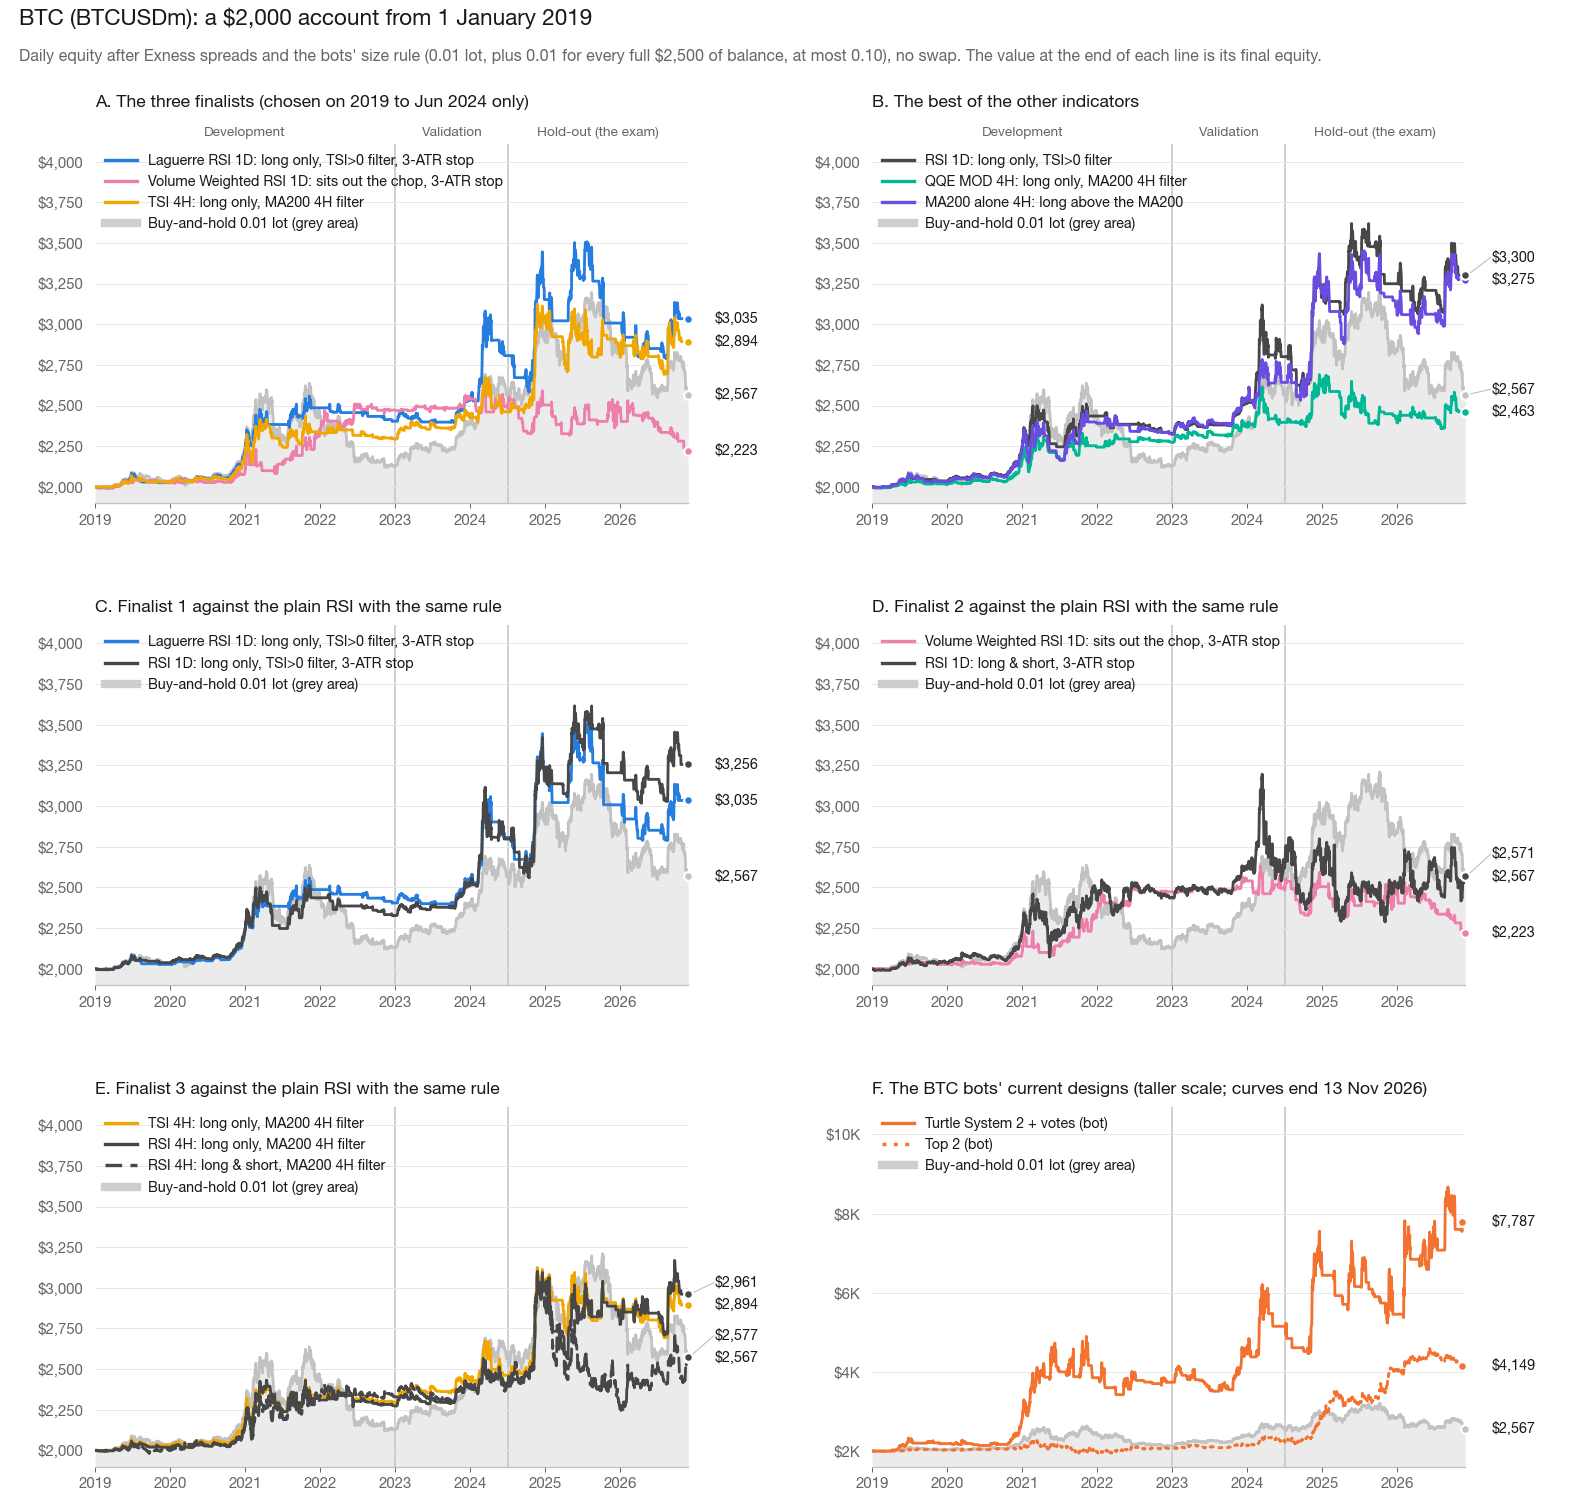 BTC (BTCUSDm): a $2,000 account from 1 January 2019
Daily equity after Exness spreads and the bots' size rule (0.01 lot, plus 0.01 for every full $2,500 of balance, at most 0.10), no swap. The value at the end of each line is its final equity.
A. The three finalists (chosen on 2019 to Jun 2024 only)
Development Validation Hold-out (the exam)
Laguerre RSI 1D: long only, TSI>0 filter, 3-ATR stop
Volume Weighted RSI 1D: sits out the chop, 3-ATR stop
TSI 4H: long only, MA200 4H filter
Buy-and-hold 0.01 lot (grey area)
$4,000
$3,750
$3,500
$3,250
$3,000
$2,750
$2,500
$2,250
$2,000
$3,035
$2,894
$2,567
$2,223
2019 2020 2021 2022 2023 2024 2025 2026
B. The best of the other indicators
Development Validation Hold-out (the exam)
RSI 1D: long only, TSI>0 filter
QQE MOD 4H: long only, MA200 4H filter
MA200 alone 4H: long above the MA200
Buy-and-hold 0.01 lot (grey area)
$4,000
$3,750
$3,500
$3,250
$3,000
$2,750
$2,500
$2,250
$2,000
$3,300
$3,275
$2,567
$2,463
2019 2020 2021 2022 2023 2024 2025 2026
C. Finalist 1 against the plain RSI with the same rule
Laguerre RSI 1D: long only, TSI>0 filter, 3-ATR stop
RSI 1D: long only, TSI>0 filter, 3-ATR stop
Buy-and-hold 0.01 lot (grey area)
$4,000
$3,750
$3,500
$3,250
$3,000
$2,750
$2,500
$2,250
$2,000
$3,256
$3,035
$2,567
2019 2020 2021 2022 2023 2024 2025 2026
D. Finalist 2 against the plain RSI with the same rule
Volume Weighted RSI 1D: sits out the chop, 3-ATR stop
RSI 1D: long & short, 3-ATR stop
Buy-and-hold 0.01 lot (grey area)
$4,000
$3,750
$3,500
$3,250
$3,000
$2,750
$2,500
$2,250
$2,000
$2,571
$2,567
$2,223
2019 2020 2021 2022 2023 2024 2025 2026
E. Finalist 3 against the plain RSI with the same rule
TSI 4H: long only, MA200 4H filter
RSI 4H: long only, MA200 4H filter
RSI 4H: long & short, MA200 4H filter
Buy-and-hold 0.01 lot (grey area)
$4,000
$3,750
$3,500
$3,250
$3,000
$2,750
$2,500
$2,250
$2,000
$2,961
$2,894
$2,577
$2,567
2019 2020 2021 2022 2023 2024 2025 2026
F. The BTC bots' current designs (taller scale; curves end 13 Nov 2026)
Turtle System 2 + votes (bot)
Top 2 (bot)
Buy-and-hold 0.01 lot (grey area)
$10K
$8K
$6K
$4K
$2K
$7,787
$4,149
$2,567
2019 2020 2021 2022 2023 2024 2025 2026